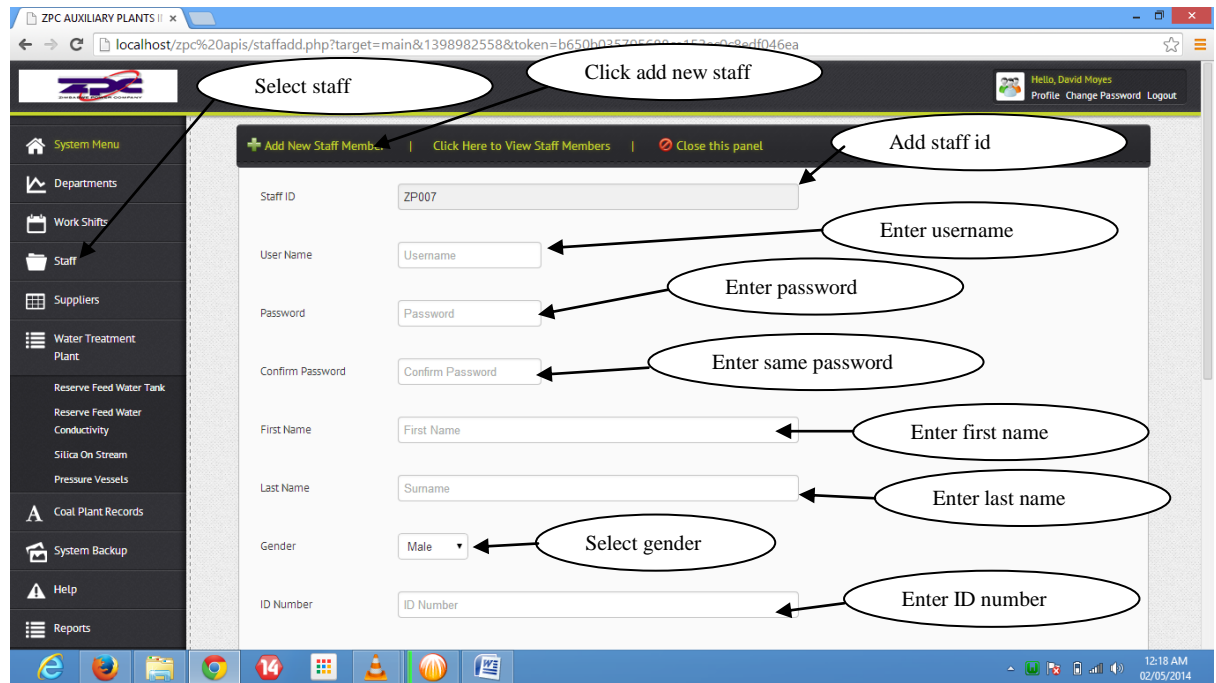 ZPC AUXILIARY PLANTS I
localhost/zpc%20apis/staffadd.php?target=main&1398982558&token=
Select staff
Click add new staff
Hello, David Moyes
Profile Change Password Logout
System Menu
Add New Staff Member | Click Here to View Staff Members | Close this panel
Add staff id
Departments
Staff ID
ZP007
Work Shifts
Enter username
Staff
User Name
Username
Suppliers
Enter password
Password
Password
Water Treatment
Plant
Enter same password
Confirm Password
Confirm Password
Reserve Feed Water Tank
Reserve Feed Water
Conductivity
First Name
First Name
Enter first name
Silica On Stream
Pressure Vessels
Last Name
Surname
Enter last name
Coal Plant Records
Gender
Male
Select gender
System Backup
Help
ID Number
ID Number
Enter ID number
Reports
12:18 AM
02/05/2014